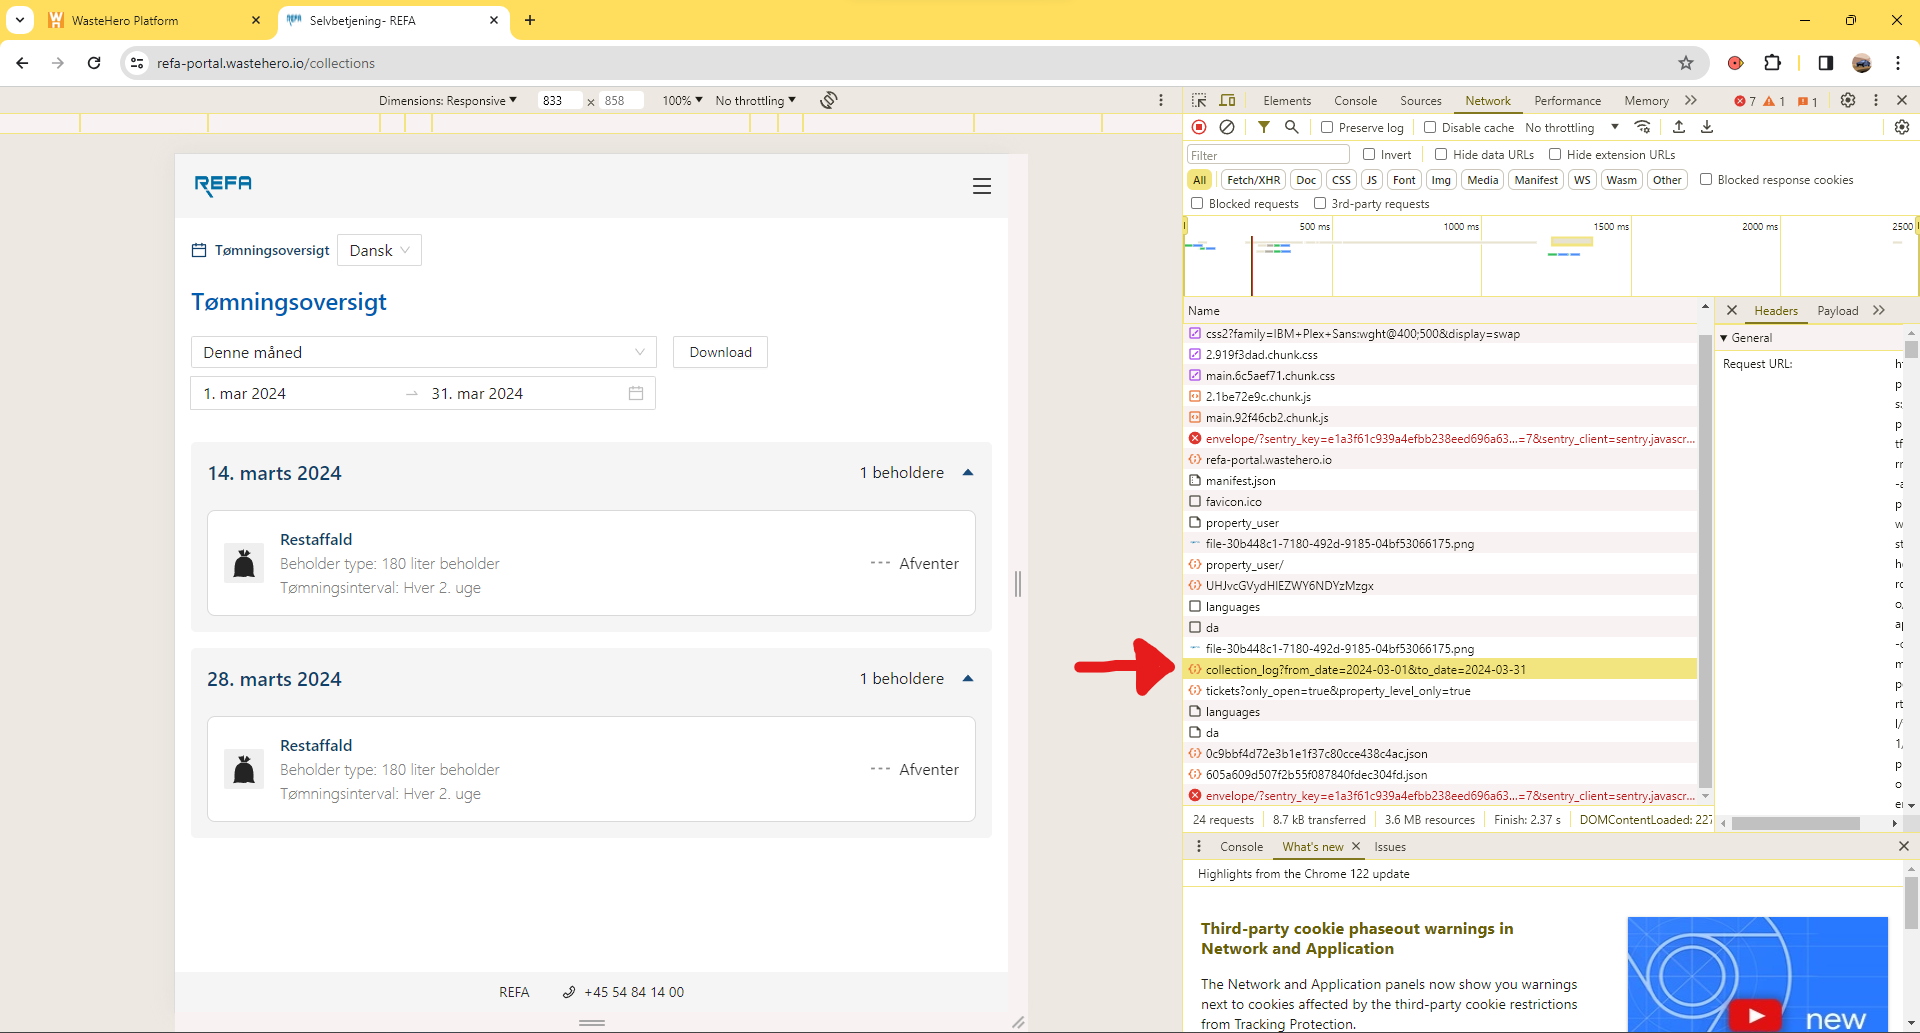 WasteHero Platform
Selvbetjening- REFA
refa-portal.wastehero.io/collections
Dimensions: Responsive
833 x 858
100%
No throttling
REFA
Tømningsoversigt
Dansk
Tømningsoversigt
Denne måned
Download
1. mar 2024 → 31. mar 2024
14. marts 2024
1 beholdere
Restaffald
Beholder type: 180 liter beholder
Tømningsinterval: Hver 2. uge
--- Afventer
28. marts 2024
1 beholdere
Restaffald
Beholder type: 180 liter beholder
Tømningsinterval: Hver 2. uge
--- Afventer
REFA
+45 54 84 14 00
Elements Console Sources Network Performance Memory 7 1 1
Preserve log Disable cache No throttling
Filter Invert Hide data URLs Hide extension URLs
All Fetch/XHR Doc CSS JS Font Img Media Manifest WS Wasm Other Blocked response cookies
Blocked requests 3rd-party requests
500 ms 1000 ms 1500 ms 2000 ms 2500
Name
css2?family=IBM+Plex+Sans:wght@400;500&display=swap
2.919f3dad.chunk.css
main.6c5aef71.chunk.css
2.1be72e9c.chunk.js
main.92f46cb2.chunk.js
envelope/?sentry_key=e1a3f61c939a4efbb238eed696a63...=7&sentry_client=sentry.javascr...
refa-portal.wastehero.io
manifest.json
favicon.ico
property_user
file-30b448c1-7180-492d-9185-04bf53066175.png
property_user/
UHJvcGVydHlEZWY6NDYzMzgx
languages
da
file-30b448c1-7180-492d-9185-04bf53066175.png
collection_log?from_date=2024-03-01&to_date=2024-03-31
tickets?only_open=true&property_level_only=true
languages
da
0c9bbf4d72e3b1e1f37c80cce438c4ac.json
605a609d507f2b55f087840fdec304fd.json
envelope/?sentry_key=e1a3f61c939a4efbb238eed696a63...=7&sentry_client=sentry.javascr...
24 requests 8.7 kB transferred 3.6 MB resources Finish: 2.37 s DOMContentLoaded: 227
Headers Payload
General
Request URL:
Console What's new Issues
Highlights from the Chrome 122 update
Third-party cookie phaseout warnings in
Network and Application
The Network and Application panels now show you warnings
next to cookies affected by the third-party cookie restrictions
from Tracking Protection.
new